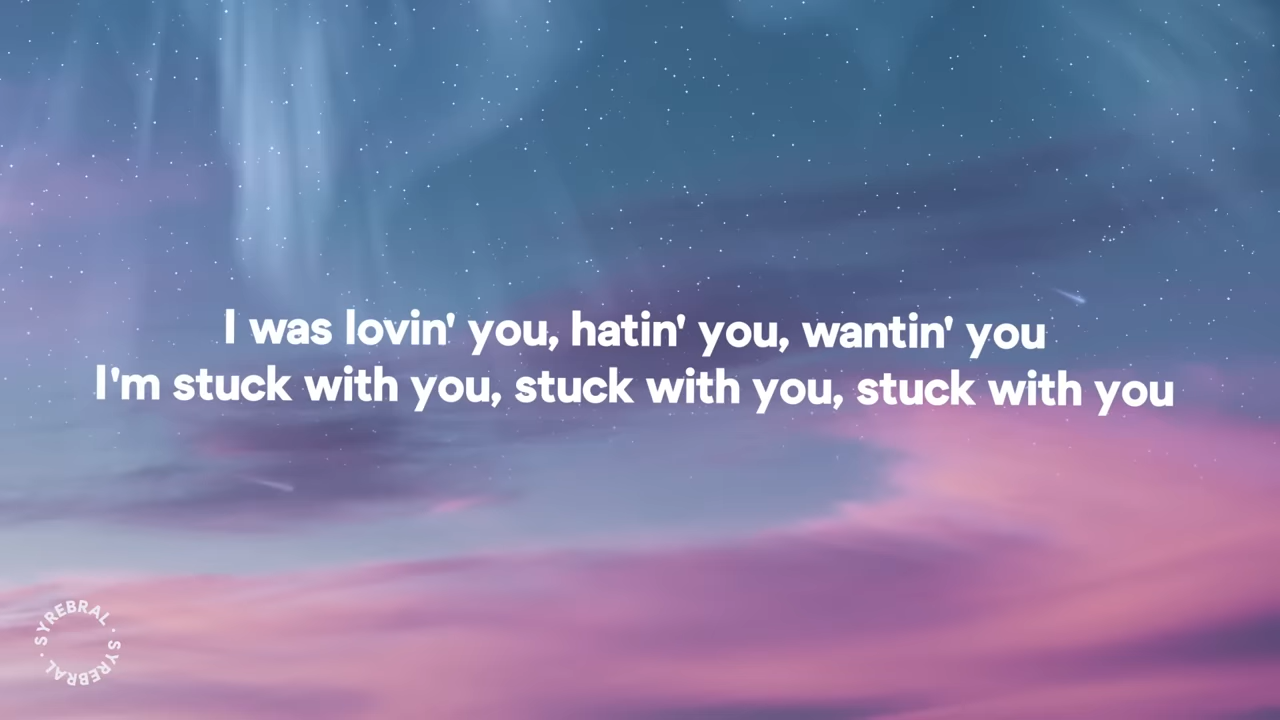 I was lovin' you, hatin' you, wantin' you
I'm stuck with you, stuck with you, stuck with you
SYREBRAL · SYREBRAL ·